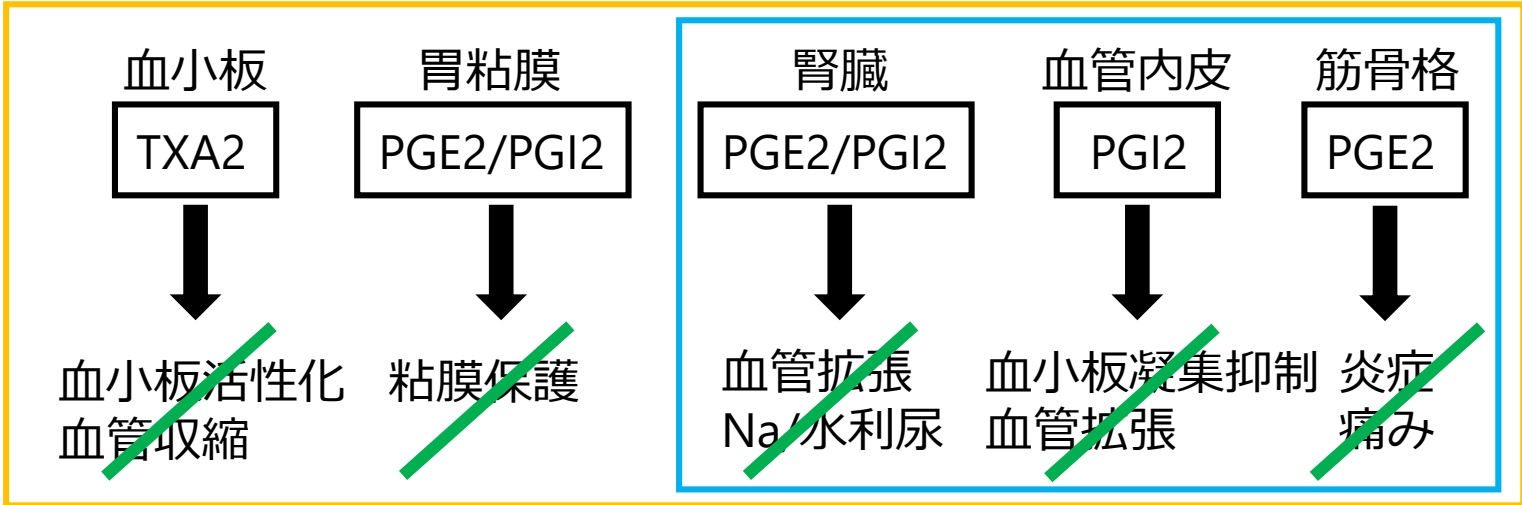 血小板
胃粘膜
腎臓
血管内皮
筋骨格
TXA2
PGE2/PGI2
PGE2/PGI2
PGI2
PGE2
血小板活性化
血管収縮
粘膜保護
血管拡張
Na/水利尿
血小板凝集抑制
血管拡張
炎症
痛み